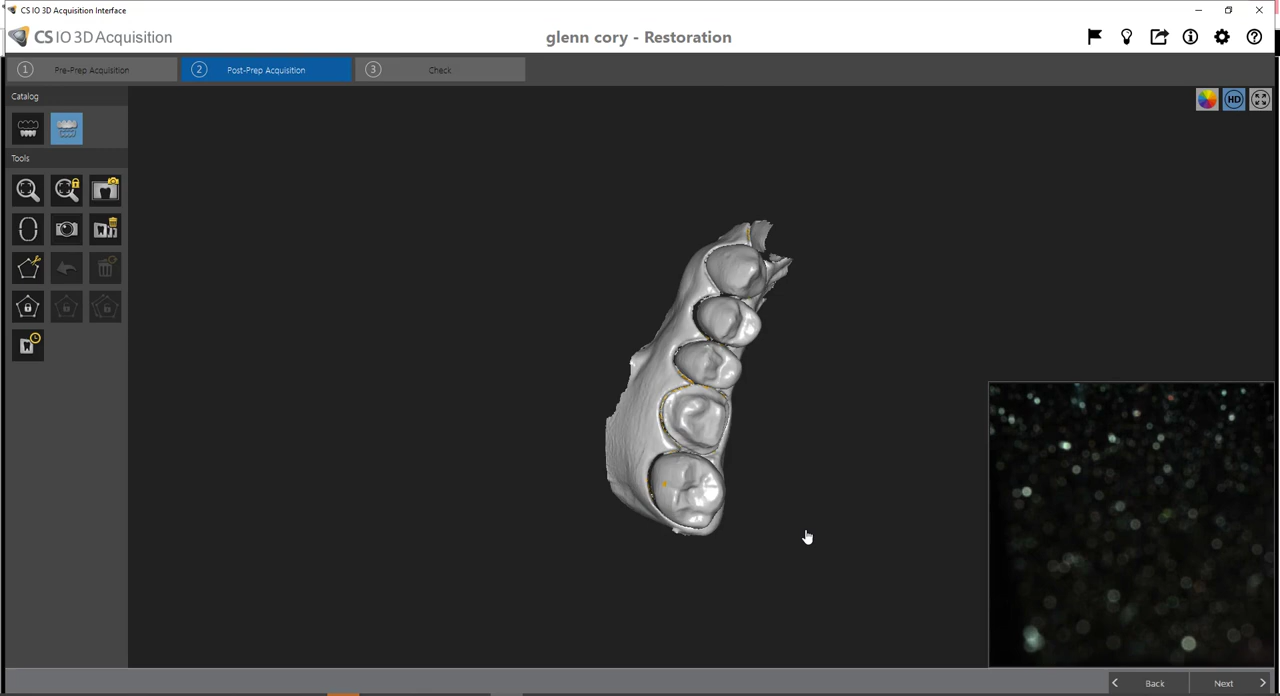 CS IO 3D Acquisition Interface
CS IO 3D Acquisition
glenn cory - Restoration
1 Pre-Prep Acquisition
2 Post-Prep Acquisition
3 Check
Catalog
HD
Tools
Back
Next